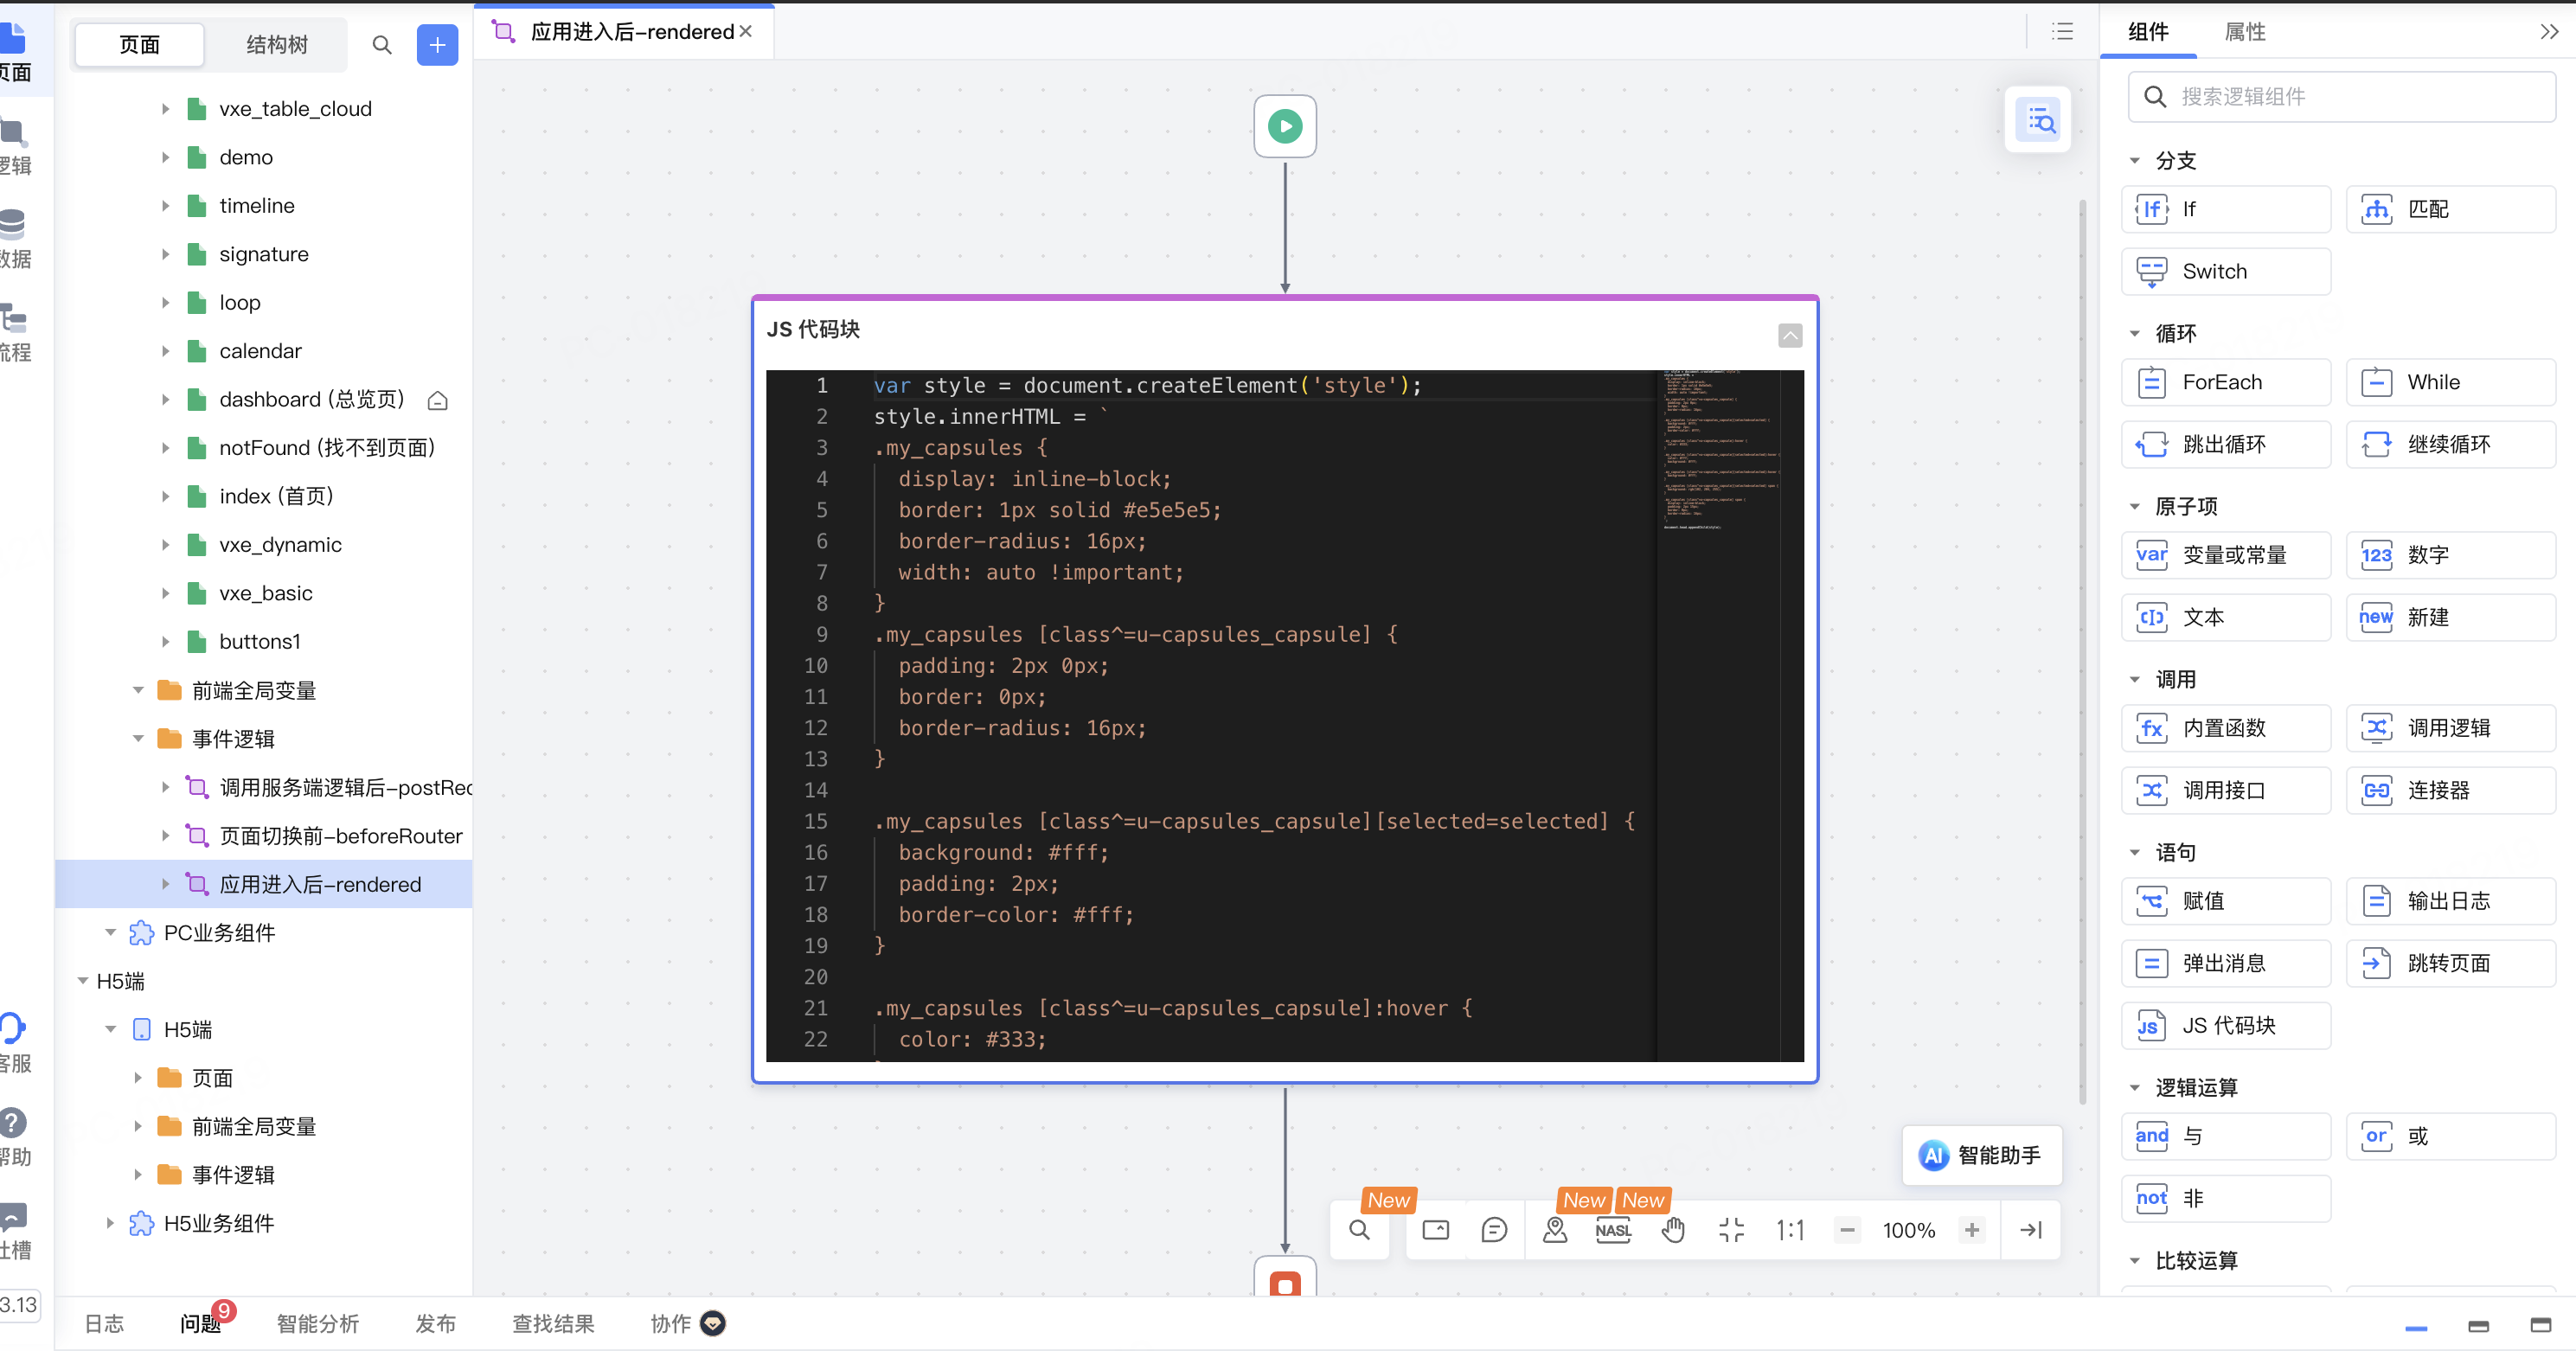 页面
逻辑
数据
流程
客服
帮助
吐槽
3.13
页面
结构树
vxe_table_cloud
demo
timeline
signature
loop
calendar
dashboard (总览页)
notFound (找不到页面)
index (首页)
vxe_dynamic
vxe_basic
buttons1
前端全局变量
事件逻辑
调用服务端逻辑后-postRec
页面切换前-beforeRouter
应用进入后-rendered
PC业务组件
H5端
H5端
页面
前端全局变量
事件逻辑
H5业务组件
应用进入后-rendered
JS 代码块
1 var style = document.createElement('style');
2 style.innerHTML = `
3 .my_capsules {
4 display: inline-block;
5 border: 1px solid #e5e5e5;
6 border-radius: 16px;
7 width: auto !important;
8 }
9 .my_capsules [class^=u-capsules_capsule] {
10 padding: 2px 0px;
11 border: 0px;
12 border-radius: 16px;
13 }
14
15 .my_capsules [class^=u-capsules_capsule][selected=selected] {
16 background: #fff;
17 padding: 2px;
18 border-color: #fff;
19 }
20
21 .my_capsules [class^=u-capsules_capsule]:hover {
22 color: #333;
AI 智能助手
New
New
New
NASL
1:1
100%
组件
属性
搜索逻辑组件
分支
If If
匹配
Switch
循环
ForEach
While
跳出循环
继续循环
原子项
var 变量或常量
123 数字
文本
new 新建
调用
fx 内置函数
调用逻辑
调用接口
连接器
语句
赋值
输出日志
弹出消息
跳转页面
JS JS 代码块
逻辑运算
and 与
or 或
not 非
比较运算
日志
问题
9
智能分析
发布
查找结果
协作